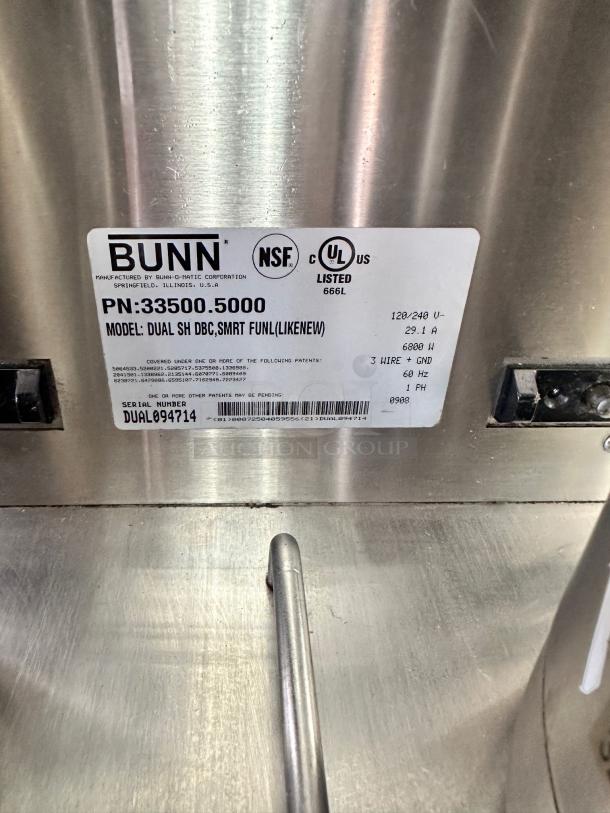 BUNN®
NSF®
C UL US
LISTED
666L
MANUFACTURED BY BUNN-O-MATIC CORPORATION
SPRINGFIELD, ILLINOIS, U.S.A
PN:33500.5000
MODEL: DUAL SH DBC,SMRT FUNL(LIKENEW)
120/240 V~
29.1 A
6800 W
3 WIRE + GND
60 Hz
1 PH
0908
COVERED UNDER ONE OR MORE OF THE FOLLOWING PATENTS:
ONE OR MORE OTHER PATENTS MAY BE PENDING
SERIAL NUMBER
DUAL094714
AUCTION GROUP